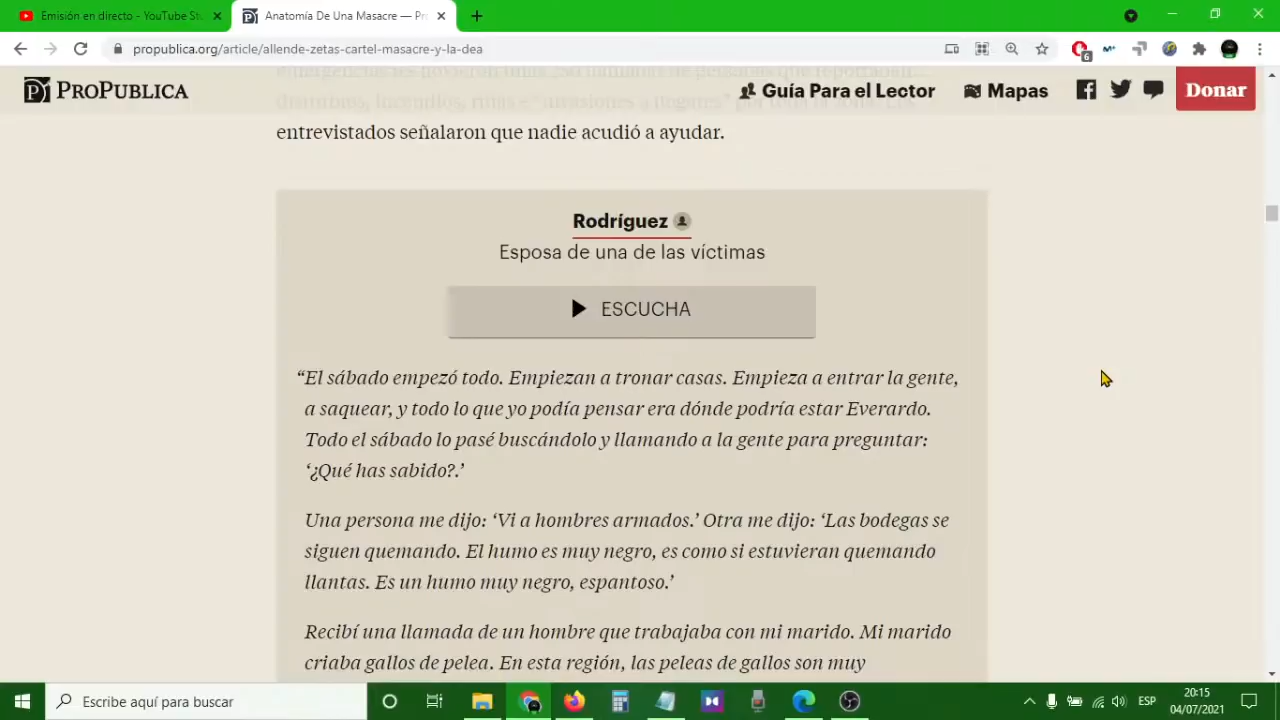 Emisión en directo - YouTube St
Anatomía De Una Masacre — Pr
propublica.org/article/allende-zetas-cartel-masacre-y-la-dea
6
PROPUBLICA
Guía Para el Lector
Mapas
Donar
entrevistados señalaron que nadie acudió a ayudar.
Rodríguez
Esposa de una de las víctimas
ESCUCHA
“El sábado empezó todo. Empiezan a tronar casas. Empieza a entrar la gente,
a saquear, y todo lo que yo podía pensar era dónde podría estar Everardo.
Todo el sábado lo pasé buscándolo y llamando a la gente para preguntar:
‘¿Qué has sabido?.’
Una persona me dijo: ‘Vi a hombres armados.’ Otra me dijo: ‘Las bodegas se
siguen quemando. El humo es muy negro, es como si estuvieran quemando
llantas. Es un humo muy negro, espantoso.’
Recibí una llamada de un hombre que trabajaba con mi marido. Mi marido
criaba gallos de pelea. En esta región, las peleas de gallos son muy
Escribe aquí para buscar
ESP
20:15
04/07/2021